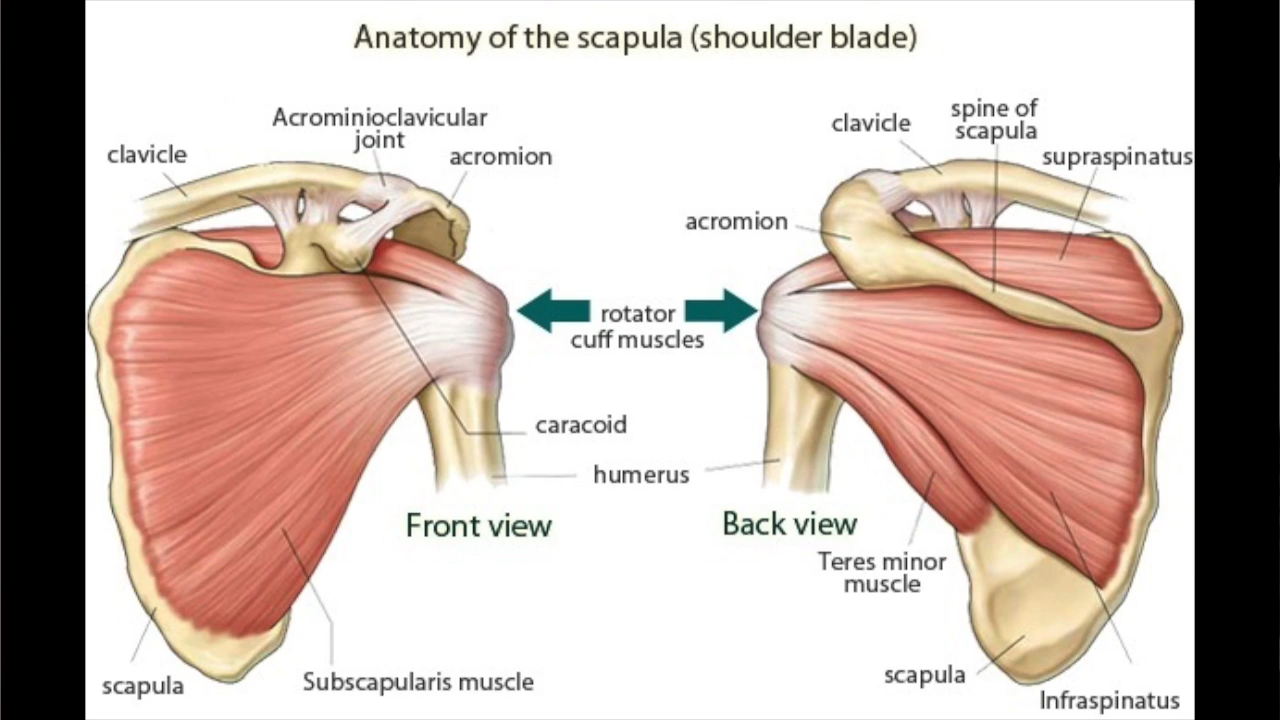 Anatomy of the scapula (shoulder blade)
clavicle
Acrominioclavicular
joint
acromion
clavicle
spine of
scapula
supraspinatus
acromion
rotator
cuff muscles
caracoid
humerus
Front view
Back view
Teres minor
muscle
scapula
Subscapularis muscle
scapula
Infraspinatus